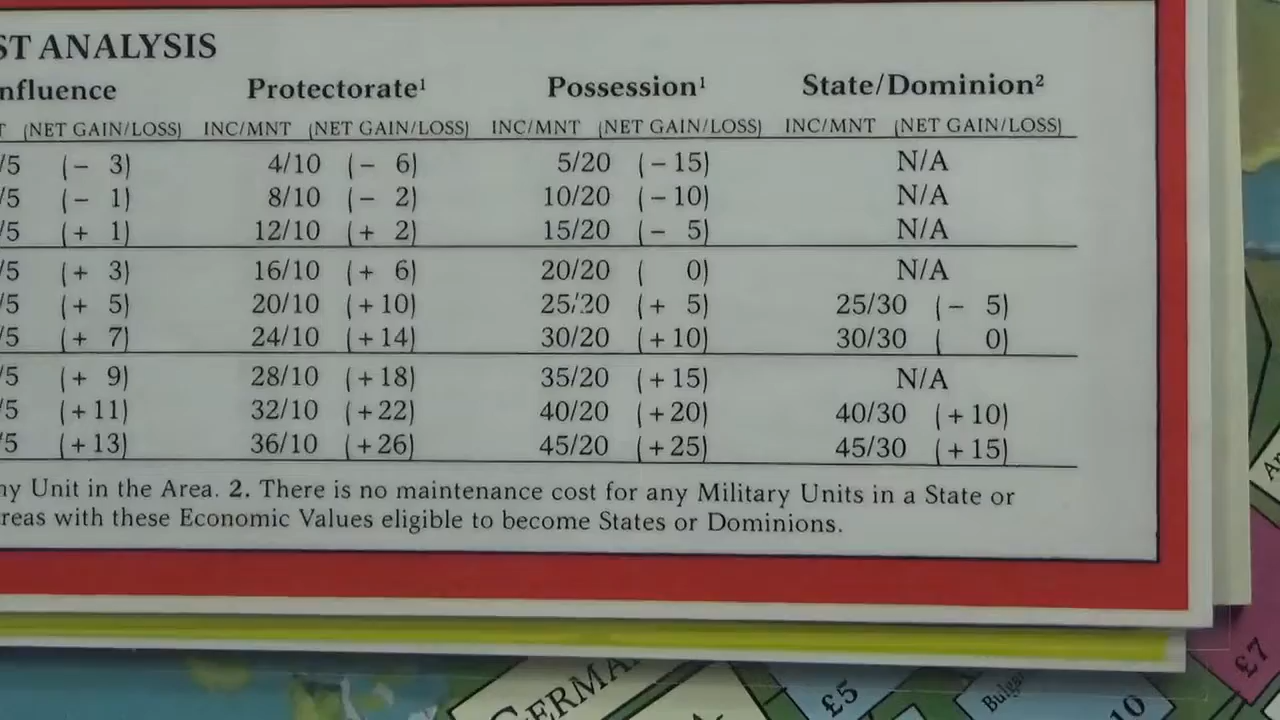 ST ANALYSIS
nfluence Protectorate¹ Possession¹ State/Dominion²
T (NET GAIN/LOSS) INC/MNT (NET GAIN/LOSS) INC/MNT (NET GAIN/LOSS) INC/MNT (NET GAIN/LOSS)
/5 (- 3) 4/10 (- 6) 5/20 (- 15) N/A
/5 (- 1) 8/10 (- 2) 10/20 (- 10) N/A
/5 (+ 1) 12/10 (+ 2) 15/20 (- 5) N/A
/5 (+ 3) 16/10 (+ 6) 20/20 ( 0) N/A
/5 (+ 5) 20/10 (+10) 25/20 (+ 5) 25/30 (- 5)
/5 (+ 7) 24/10 (+14) 30/20 (+10) 30/30 ( 0)
/5 (+ 9) 28/10 (+18) 35/20 (+15) N/A
/5 (+11) 32/10 (+22) 40/20 (+20) 40/30 (+10)
/5 (+13) 36/10 (+26) 45/20 (+25) 45/30 (+15)
ny Unit in the Area. 2. There is no maintenance cost for any Military Units in a State or
reas with these Economic Values eligible to become States or Dominions.
£7
GERMA
£5
Bulga
10